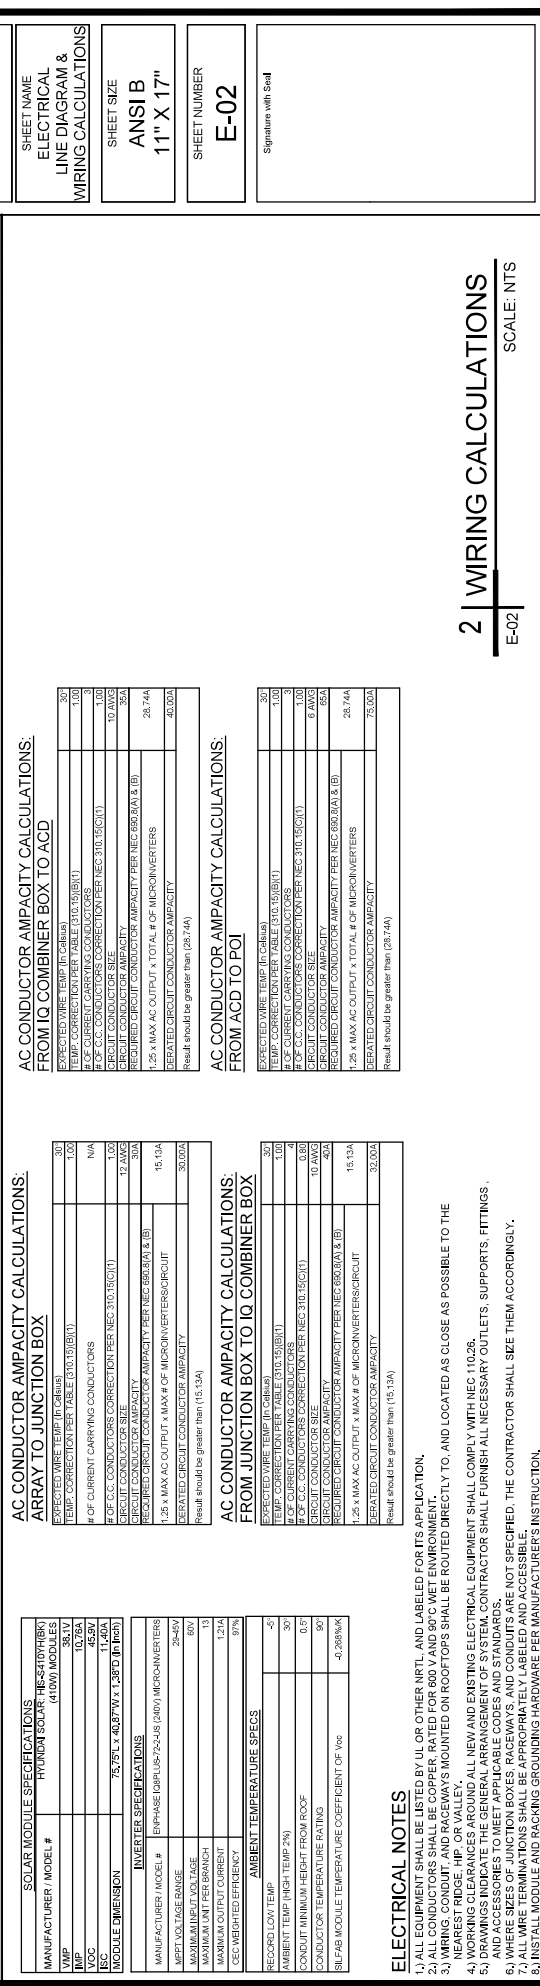 SOLAR MODULE SPECIFICATIONS
MANUFACTURER / MODEL # HYUNDAI SOLAR: HIS-S410YH(BK)
(410W) MODULES
VMP 38.1V
IMP 10.76A
VOC 45.9V
ISC 11.40A
MODULE DIMENSION 75.75"L x 40.87"W x 1.38"D (In Inch)
INVERTER SPECIFICATIONS
MANUFACTURER / MODEL # ENPHASE IQ8PLUS-72-2-US (240V) MICRO-INVERTERS
MPPT VOLTAGE RANGE 29-45V
MAXIMUM INPUT VOLTAGE 60V
MAXIMUM UNIT PER BRANCH 13
MAXIMUM OUTPUT CURRENT 1.21A
CEC WEIGHTED EFFICIENCY 97%
AMBIENT TEMPERATURE SPECS
RECORD LOW TEMP -5°
AMBIENT TEMP (HIGH TEMP 2%) 30°
CONDUIT MINIMUM HEIGHT FROM ROOF 0.5"
CONDUCTOR TEMPERATURE RATING 90°
SILFAB MODULE TEMPERATURE COEFFICIENT OF Voc -0.268%/K
AC CONDUCTOR AMPACITY CALCULATIONS:
ARRAY TO JUNCTION BOX
EXPECTED WIRE TEMP (In Celsius) 30°
TEMP. CORRECTION PER TABLE (310.15)(B)(1) 1.00
# OF CURRENT CARRYING CONDUCTORS N/A
# OF C.C. CONDUCTORS CORRECTION PER NEC 310.15(C)(1) 1.00
CIRCUIT CONDUCTOR SIZE 12 AWG
CIRCUIT CONDUCTOR AMPACITY 30A
REQUIRED CIRCUIT CONDUCTOR AMPACITY PER NEC 690.8(A) & (B)
1.25 x MAX AC OUTPUT x MAX # OF MICROINVERTERS/CIRCUIT 15.13A
DERATED CIRCUIT CONDUCTOR AMPACITY 30.00A
Result should be greater than (15.13A)
AC CONDUCTOR AMPACITY CALCULATIONS:
FROM JUNCTION BOX TO IQ COMBINER BOX
EXPECTED WIRE TEMP (In Celsius) 30°
TEMP. CORRECTION PER TABLE (310.15)(B)(1) 1.00
# OF CURRENT CARRYING CONDUCTORS 4
# OF C.C. CONDUCTORS CORRECTION PER NEC 310.15(C)(1) 0.80
CIRCUIT CONDUCTOR SIZE 10 AWG
CIRCUIT CONDUCTOR AMPACITY 40A
REQUIRED CIRCUIT CONDUCTOR AMPACITY PER NEC 690.8(A) & (B)
1.25 x MAX AC OUTPUT x MAX # OF MICROINVERTERS/CIRCUIT 15.13A
DERATED CIRCUIT CONDUCTOR AMPACITY 32.00A
Result should be greater than (15.13A)
AC CONDUCTOR AMPACITY CALCULATIONS:
FROM IQ COMBINER BOX TO ACD
EXPECTED WIRE TEMP (In Celsius) 30°
TEMP. CORRECTION PER TABLE (310.15)(B)(1) 1.00
# OF CURRENT CARRYING CONDUCTORS 3
# OF C.C. CONDUCTORS CORRECTION PER NEC 310.15(C)(1) 1.00
CIRCUIT CONDUCTOR SIZE 10 AWG
CIRCUIT CONDUCTOR AMPACITY 35A
REQUIRED CIRCUIT CONDUCTOR AMPACITY PER NEC 690.8(A) & (B)
1.25 x MAX AC OUTPUT x TOTAL # OF MICROINVERTERS 28.74A
DERATED CIRCUIT CONDUCTOR AMPACITY 40.00A
Result should be greater than (28.74A)
AC CONDUCTOR AMPACITY CALCULATIONS:
FROM ACD TO POI
EXPECTED WIRE TEMP (In Celsius) 30°
TEMP. CORRECTION PER TABLE (310.15)(B)(1) 1.00
# OF CURRENT CARRYING CONDUCTORS 3
# OF C.C. CONDUCTORS CORRECTION PER NEC 310.15(C)(1) 1.00
CIRCUIT CONDUCTOR SIZE 6 AWG
CIRCUIT CONDUCTOR AMPACITY 65A
REQUIRED CIRCUIT CONDUCTOR AMPACITY PER NEC 690.8(A) & (B)
1.25 x MAX AC OUTPUT x TOTAL # OF MICROINVERTERS 28.74A
DERATED CIRCUIT CONDUCTOR AMPACITY 75.00A
Result should be greater than (28.74A)
ELECTRICAL NOTES
1.) ALL EQUIPMENT SHALL BE LISTED BY UL OR OTHER NRTL, AND LABELED FOR ITS APPLICATION.
2.) ALL CONDUCTORS SHALL BE COPPER, RATED FOR 600 V AND 90°C WET ENVIRONMENT.
3.) WIRING, CONDUIT, AND RACEWAYS MOUNTED ON ROOFTOPS SHALL BE ROUTED DIRECTLY TO, AND LOCATED AS CLOSE AS POSSIBLE TO THE
NEAREST RIDGE, HIP, OR VALLEY.
4.) WORKING CLEARANCES AROUND ALL NEW AND EXISTING ELECTRICAL EQUIPMENT SHALL COMPLY WITH NEC 110.26.
5.) DRAWINGS INDICATE THE GENERAL ARRANGEMENT OF SYSTEM. CONTRACTOR SHALL FURNISH ALL NECESSARY OUTLETS, SUPPORTS, FITTINGS ,
AND ACCESSORIES TO MEET APPLICABLE CODES AND STANDARDS.
6.) WHERE SIZES OF JUNCTION BOXES, RACEWAYS, AND CONDUITS ARE NOT SPECIFIED, THE CONTRACTOR SHALL SIZE THEM ACCORDINGLY.
7.) ALL WIRE TERMINATIONS SHALL BE APPROPRIATELY LABELED AND ACCESSIBLE.
8.) INSTALL MODULE AND RACKING GROUNDING HARDWARE PER MANUFACTURER'S INSTRUCTION.
2 WIRING CALCULATIONS
E-02 SCALE: NTS
SHEET NAME
ELECTRICAL
LINE DIAGRAM &
WIRING CALCULATIONS
SHEET SIZE
ANSI B
11" X 17"
SHEET NUMBER
E-02
Signature with Seal